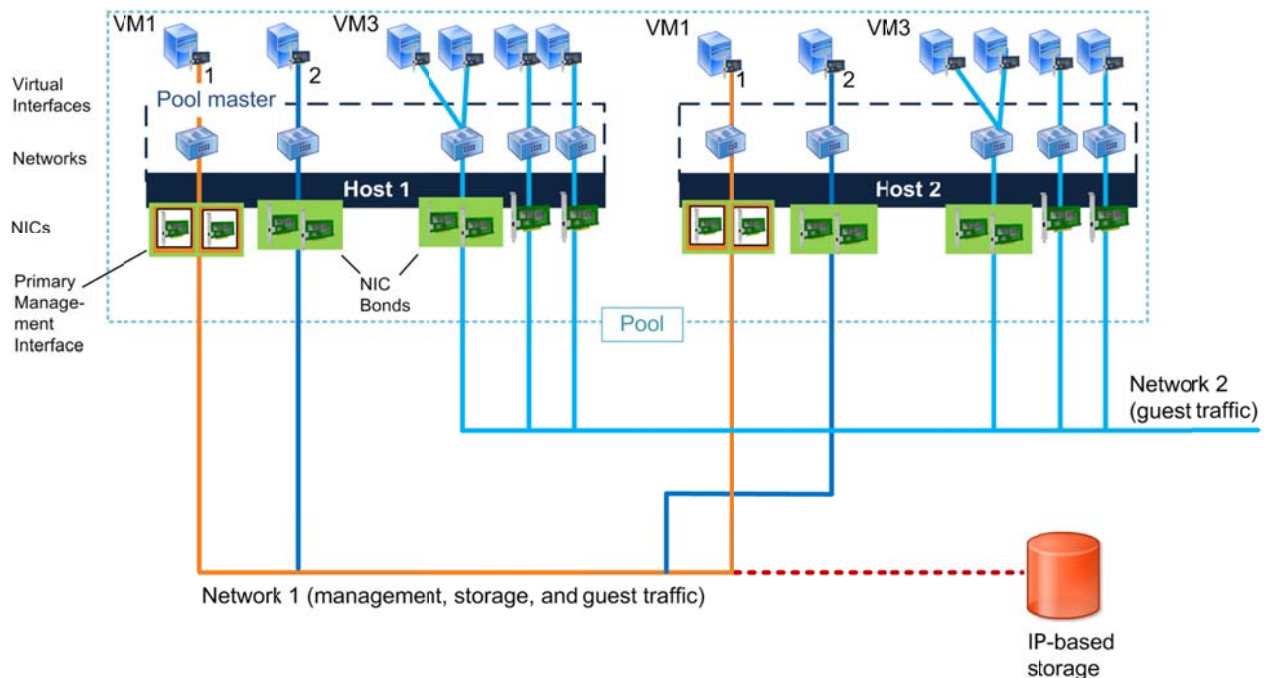 VM1
VM3
VM1
VM3
1
2
1
2
Virtual
Interfaces
Pool master
Networks
Host 1
Host 2
NICs
Primary
Manage-
ment
Interface
NIC
Bonds
Pool
Network 2
(guest traffic)
Network 1 (management, storage, and guest traffic)
IP-based
storage